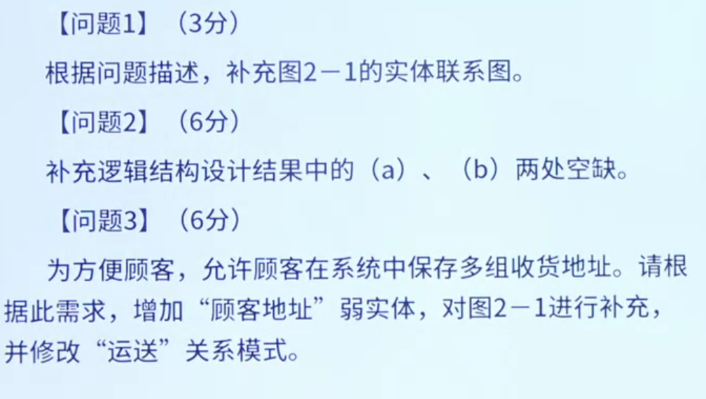 【问题1】（3分）
根据问题描述，补充图2－1的实体联系图。
【问题2】（6分）
补充逻辑结构设计结果中的（a）、（b）两处空缺。
【问题3】（6分）
为方便顾客，允许顾客在系统中保存多组收货地址。请根
据此需求，增加“顾客地址”弱实体，对图2－1进行补充，
并修改“运送”关系模式。